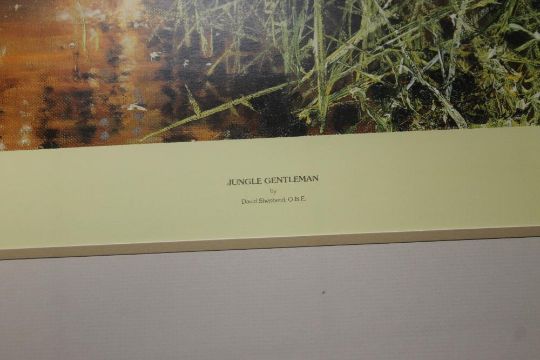 JUNGLE GENTLEMAN
by
David Shepherd. O.B.E.